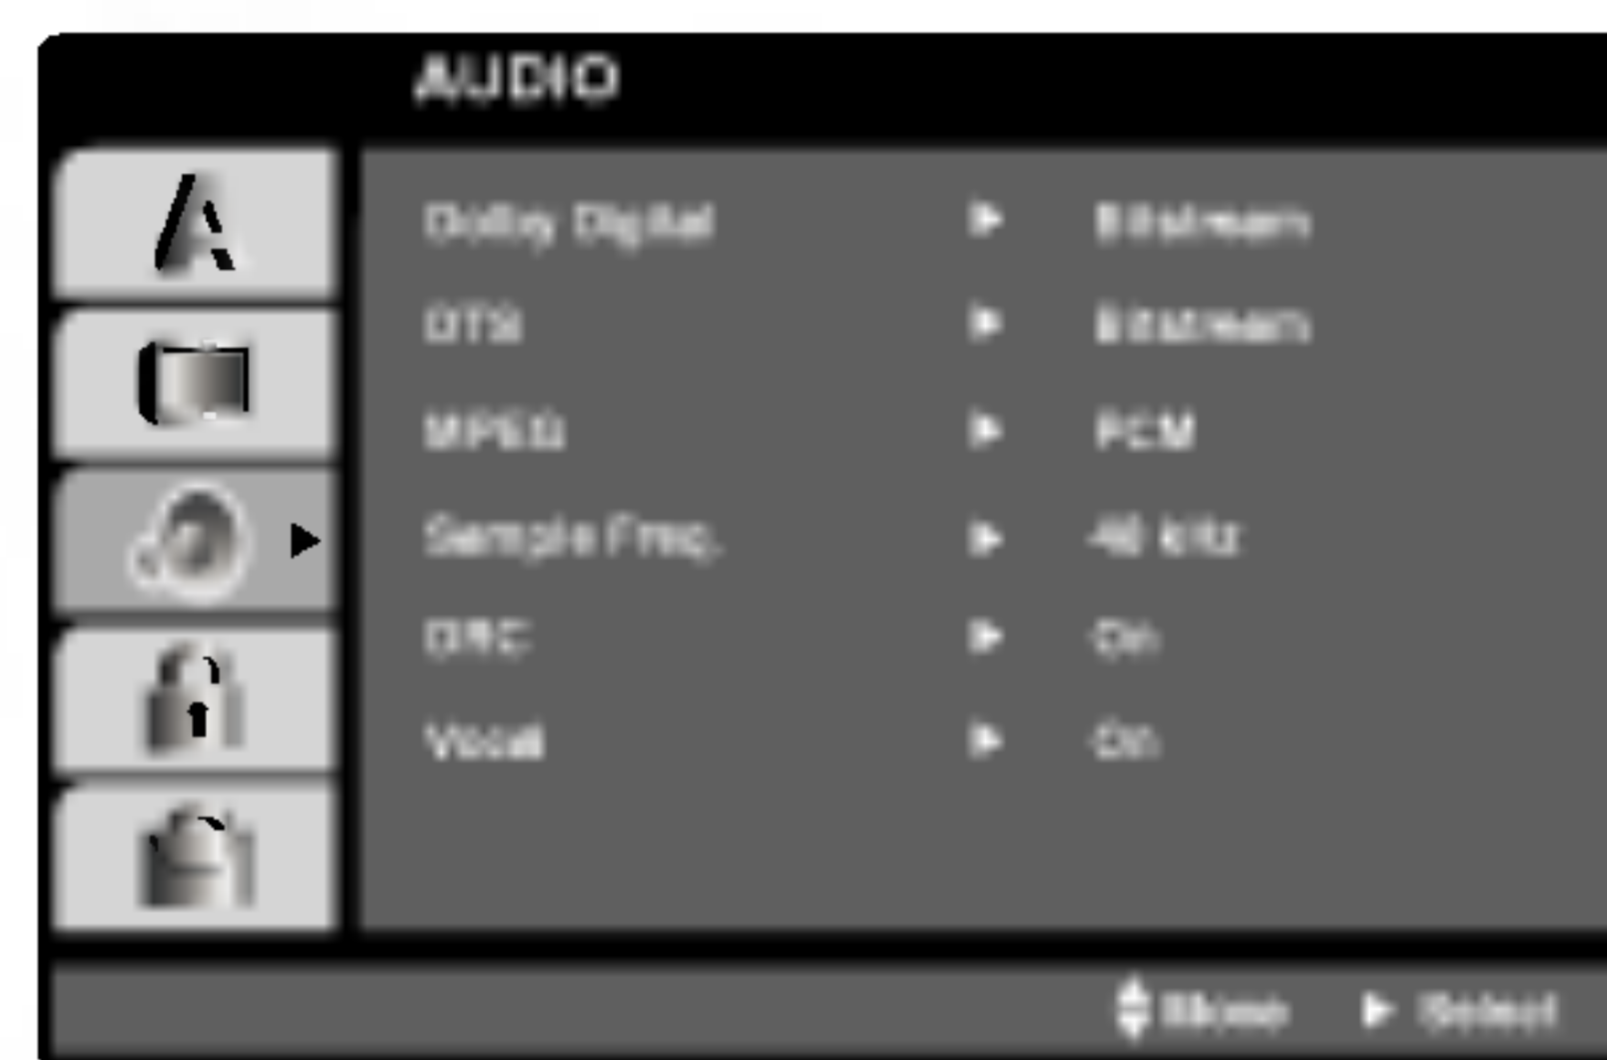 AUDIO
Dolby Digital Bitstream
DTS Bitstream
MPEG PCM
Sample Freq. 48 kHz
DRC On
Vocal On
Move Select